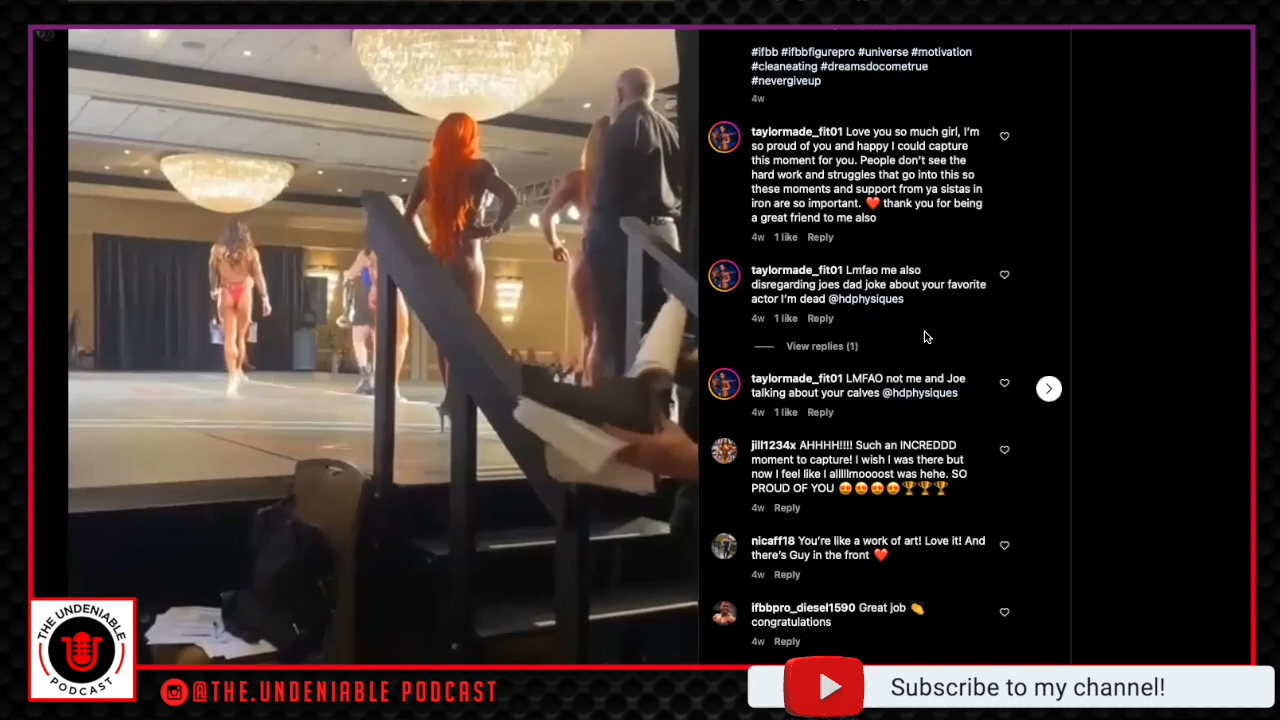 #ifbb #ifbbfigurepro #universe #motivation
#cleaneating #dreamsdocometrue
#nevergiveup
4w
taylormade_fit01 Love you so much girl, I'm
so proud of you and happy I could capture
this moment for you. People don't see the
hard work and struggles that go into this so
these moments and support from ya sistas in
iron are so important. ❤️ thank you for being
a great friend to me also
4w 1 like Reply
taylormade_fit01 Lmfao me also
disregarding joes dad joke about your favorite
actor I'm dead @hdphysiques
4w 1 like Reply
View replies (1)
taylormade_fit01 LMFAO not me and Joe
talking about your calves @hdphysiques
4w 1 like Reply
jill1234x AHHHH!!!! Such an INCREDDD
moment to capture! I wish I was there but
now I feel like I alllllmoooost was hehe. SO
PROUD OF YOU 😍😍😍😍🏆🏆🏆
4w Reply
nicaff18 You're like a work of art! Love it! And
there's Guy in the front ❤️
4w Reply
ifbbpro_diesel1590 Great job 👏
congratulations
4w Reply
THE UNDENIABLE
PODCAST
@THE.UNDENIABLE PODCAST
Subscribe to my channel!